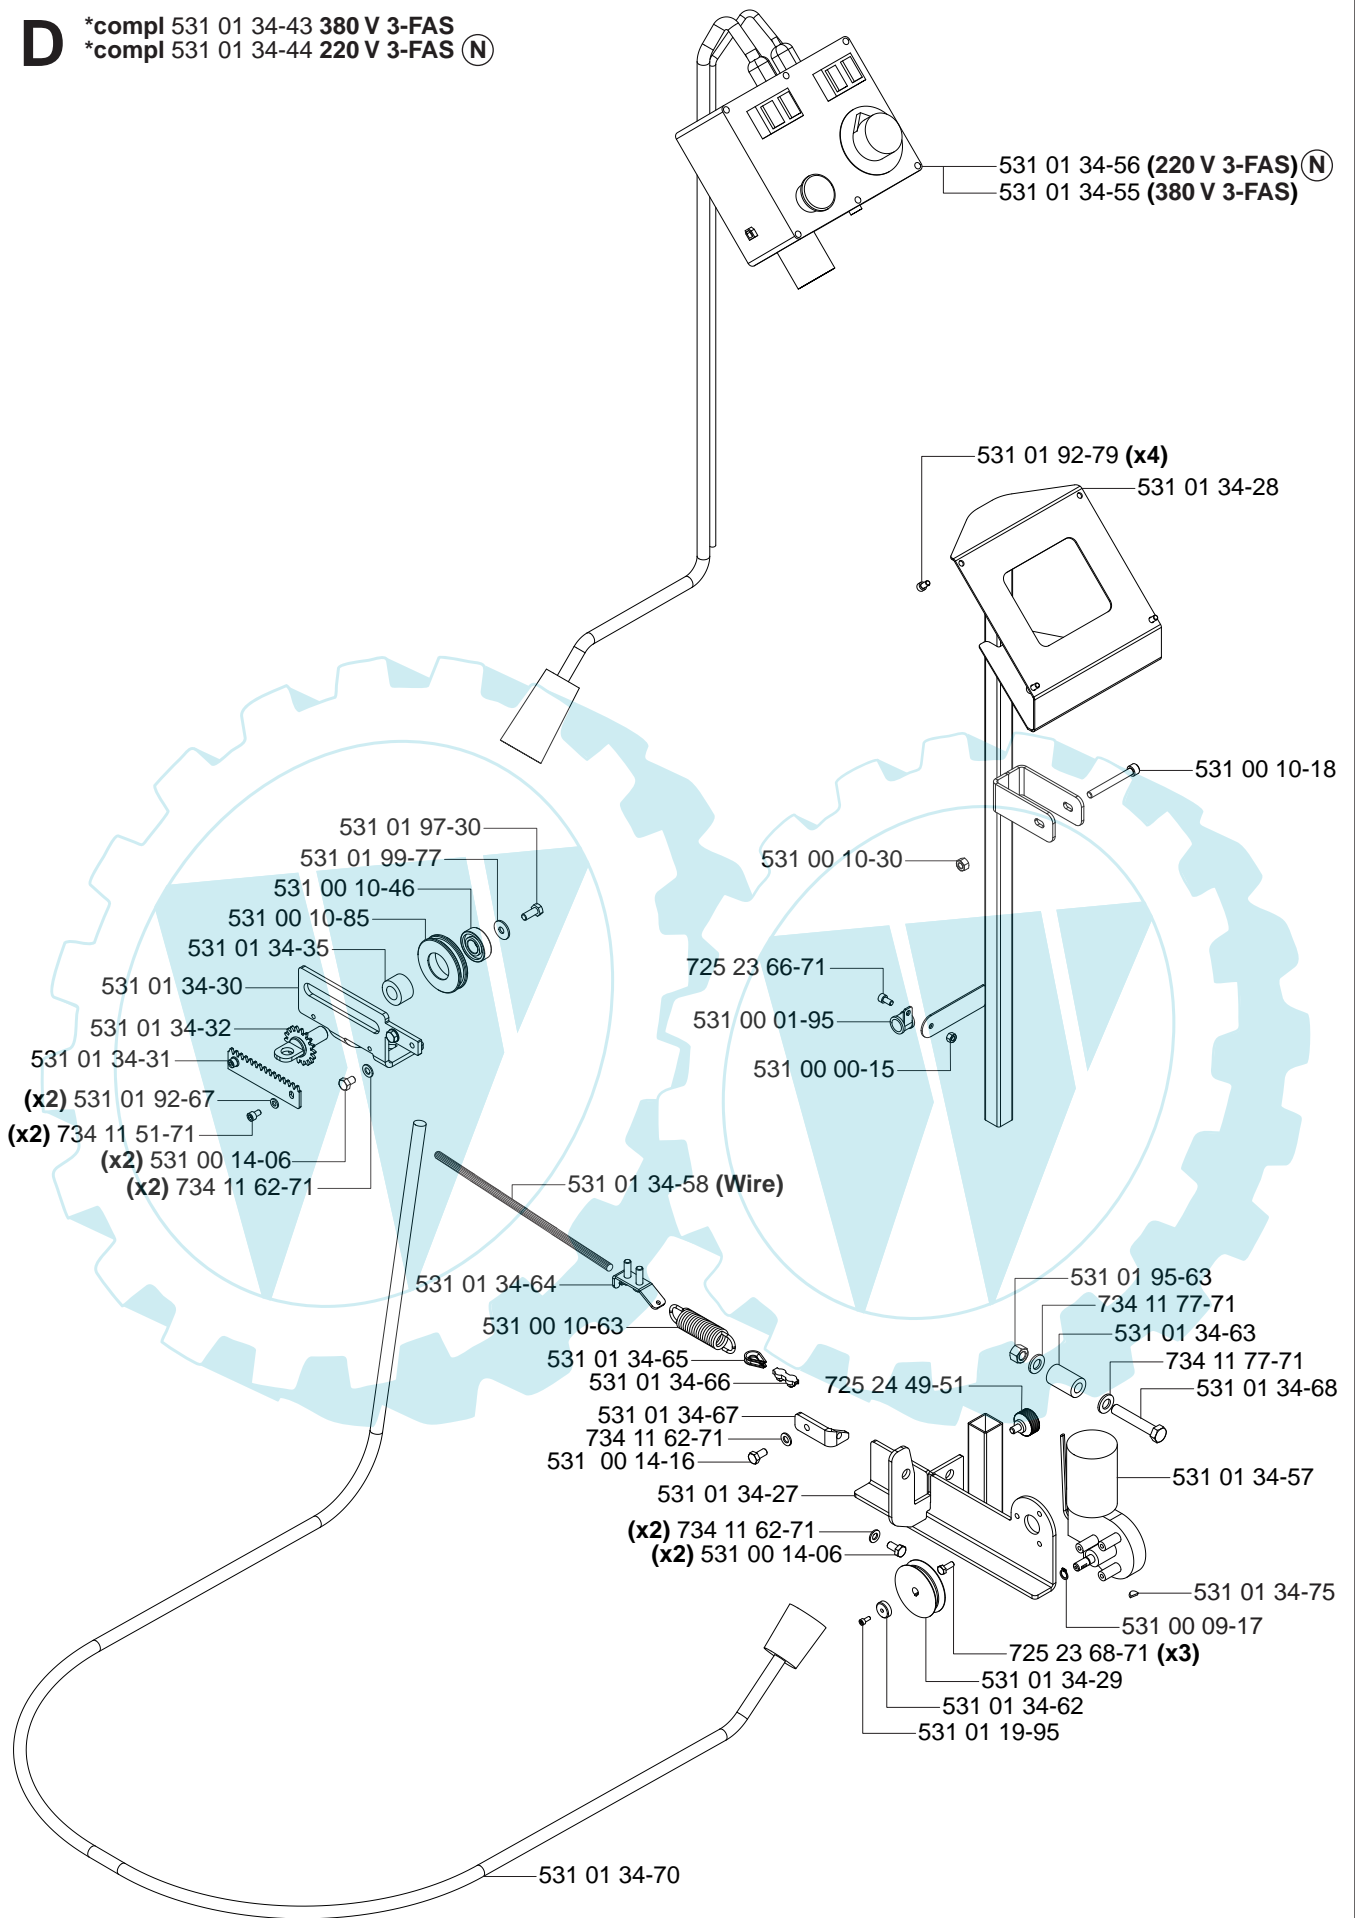 D
*compl 531 01 34-43 380 V 3-FAS
*compl 531 01 34-44 220 V 3-FAS N
531 01 34-56 (220 V 3-FAS) N
531 01 34-55 (380 V 3-FAS)
531 01 92-79 (x4)
531 01 34-28
531 00 10-18
531 01 97-30
531 01 99-77
531 00 10-46
531 00 10-85
531 01 34-35
531 01 34-30
531 01 34-32
531 01 34-31
(x2) 531 01 92-67
(x2) 734 11 51-71
(x2) 531 00 14-06
(x2) 734 11 62-71
531 00 10-30
725 23 66-71
531 00 01-95
531 00 00-15
531 01 34-58 (Wire)
531 01 34-64
531 00 10-63
531 01 34-65
531 01 34-66
531 01 34-67
734 11 62-71
531 00 14-16
531 01 34-27
(x2) 734 11 62-71
(x2) 531 00 14-06
531 01 95-63
734 11 77-71
531 01 34-63
734 11 77-71
531 01 34-68
725 24 49-51
531 01 34-57
531 01 34-75
531 00 09-17
725 23 68-71 (x3)
531 01 34-29
531 01 34-62
531 01 19-95
531 01 34-70